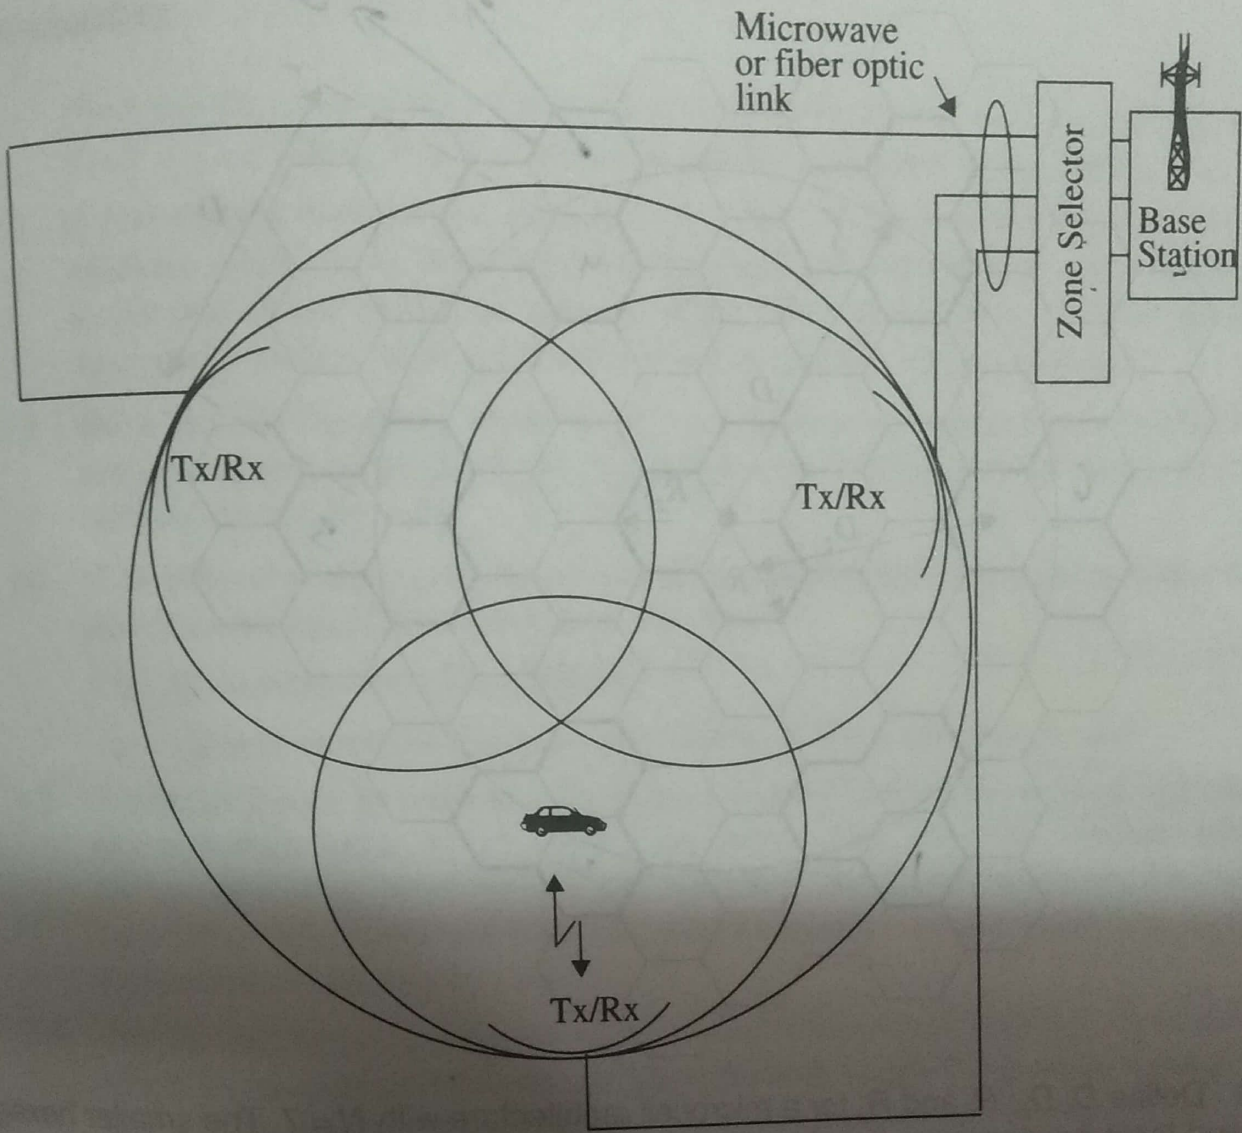 Microwave
or fiber optic
link
Zone Selector
Base
Station
Tx/Rx
Tx/Rx
Tx/Rx